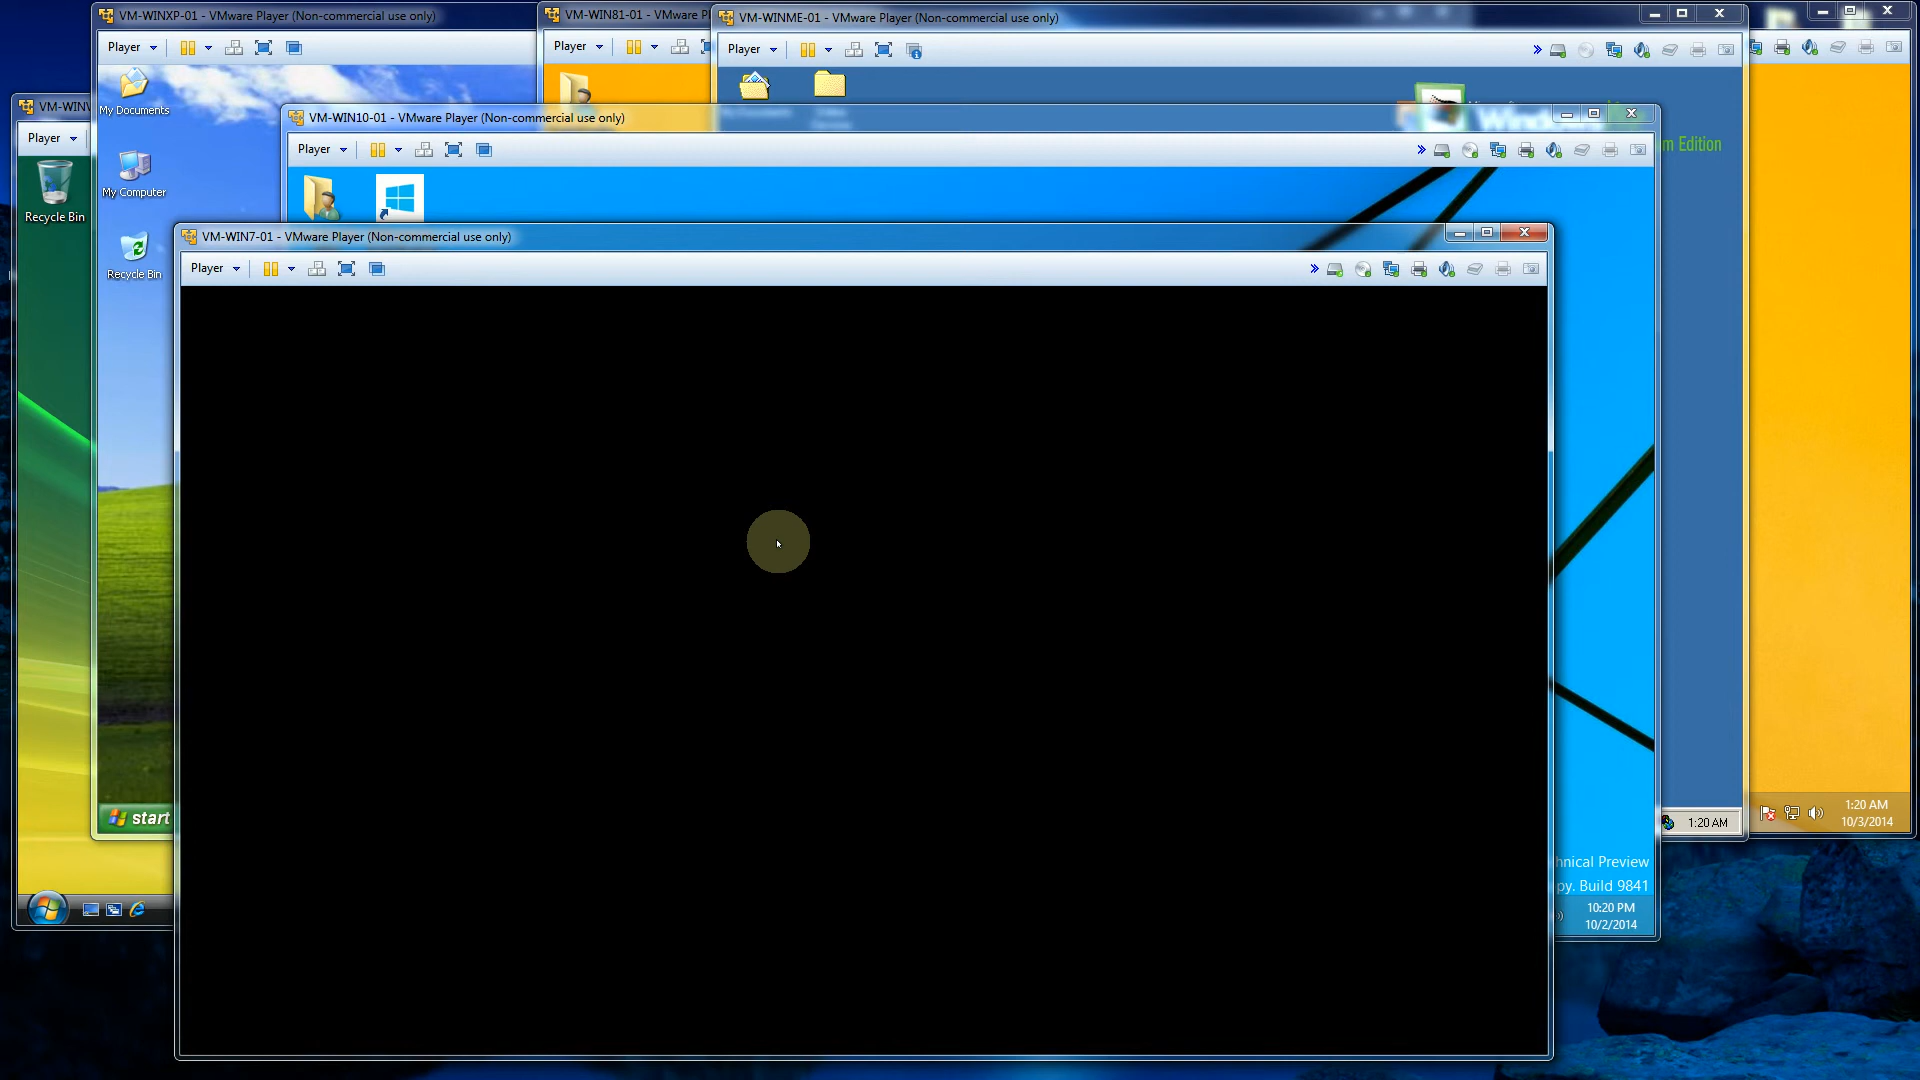 VM-WINXP-01 - VMware Player (Non-commercial use only)
VM-WIN81-01 - VMware P
VM-WINME-01 - VMware Player (Non-commercial use only)
Player
Player
Player
My Documents
VM-WINV
VM-WIN10-01 - VMware Player (Non-commercial use only)
Windows
m Edition
Player
Player
My Computer
Recycle Bin
VM-WIN7-01 - VMware Player (Non-commercial use only)
Player
Recycle Bin
start
1:20 AM
10/3/2014
1:20 AM
hnical Preview
py. Build 9841
10:20 PM
10/2/2014